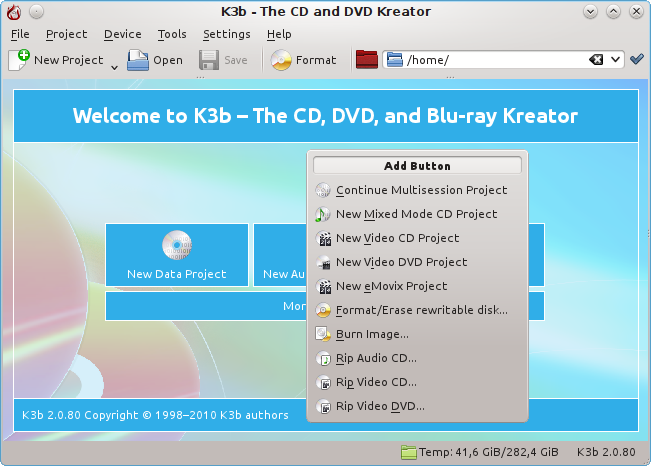 K3b - The CD and DVD Kreator
File Project Device Tools Settings Help
New Project Open Save Format /home/
Welcome to K3b – The CD, DVD, and Blu-ray Kreator
Add Button
Continue Multisession Project
New Mixed Mode CD Project
New Video CD Project
New Video DVD Project
New eMovix Project
Format/Erase rewritable disk...
Burn Image...
Rip Audio CD...
Rip Video CD...
Rip Video DVD...
New Data Project New Au
Mor
K3b 2.0.80 Copyright © 1998–2010 K3b authors
Temp: 41,6 GiB/282,4 GiB K3b 2.0.80